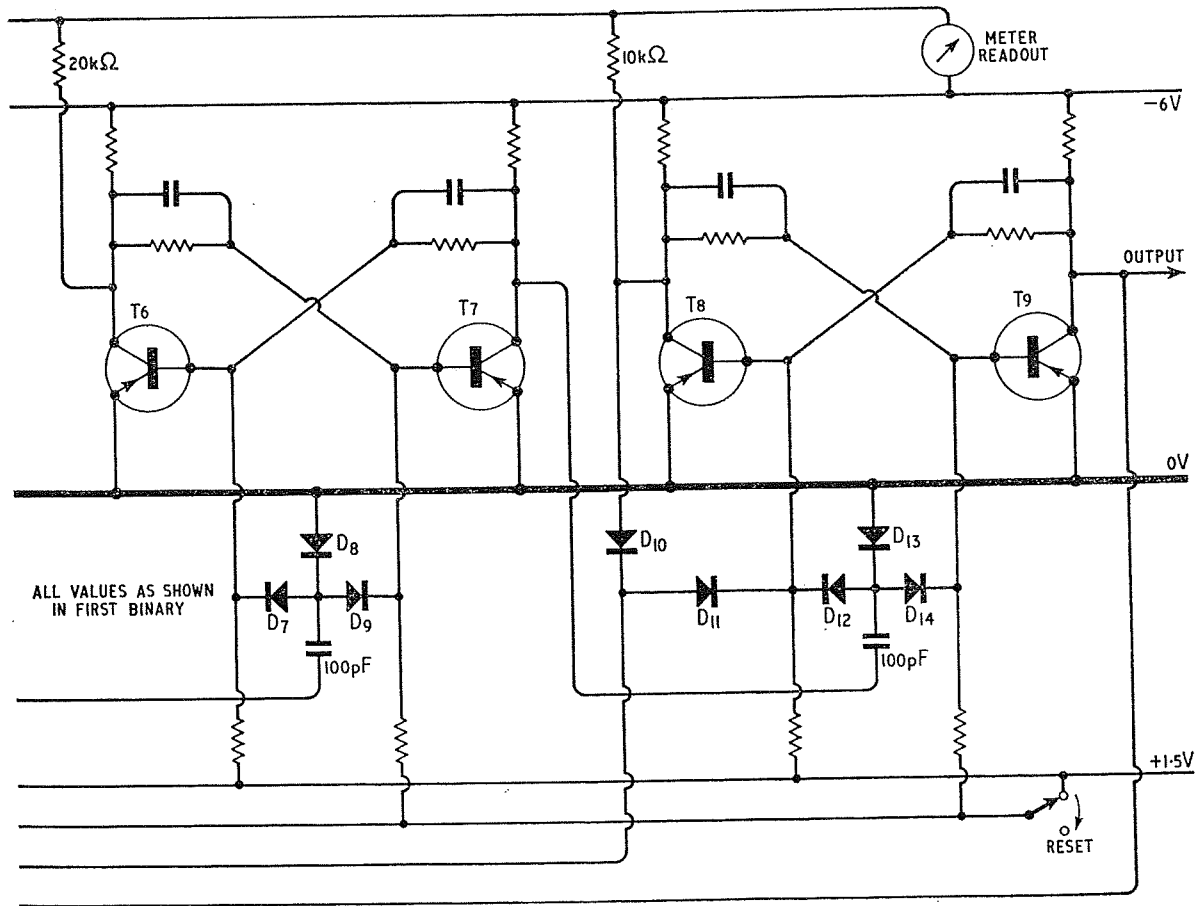 METER
READOUT
20kΩ
10kΩ
−6V
OUTPUT
T6
T7
T8
T9
0V
D8
D10
D13
ALL VALUES AS SHOWN
IN FIRST BINARY
D7
D9
D11
D12
D14
100pF
100pF
+1·5V
RESET